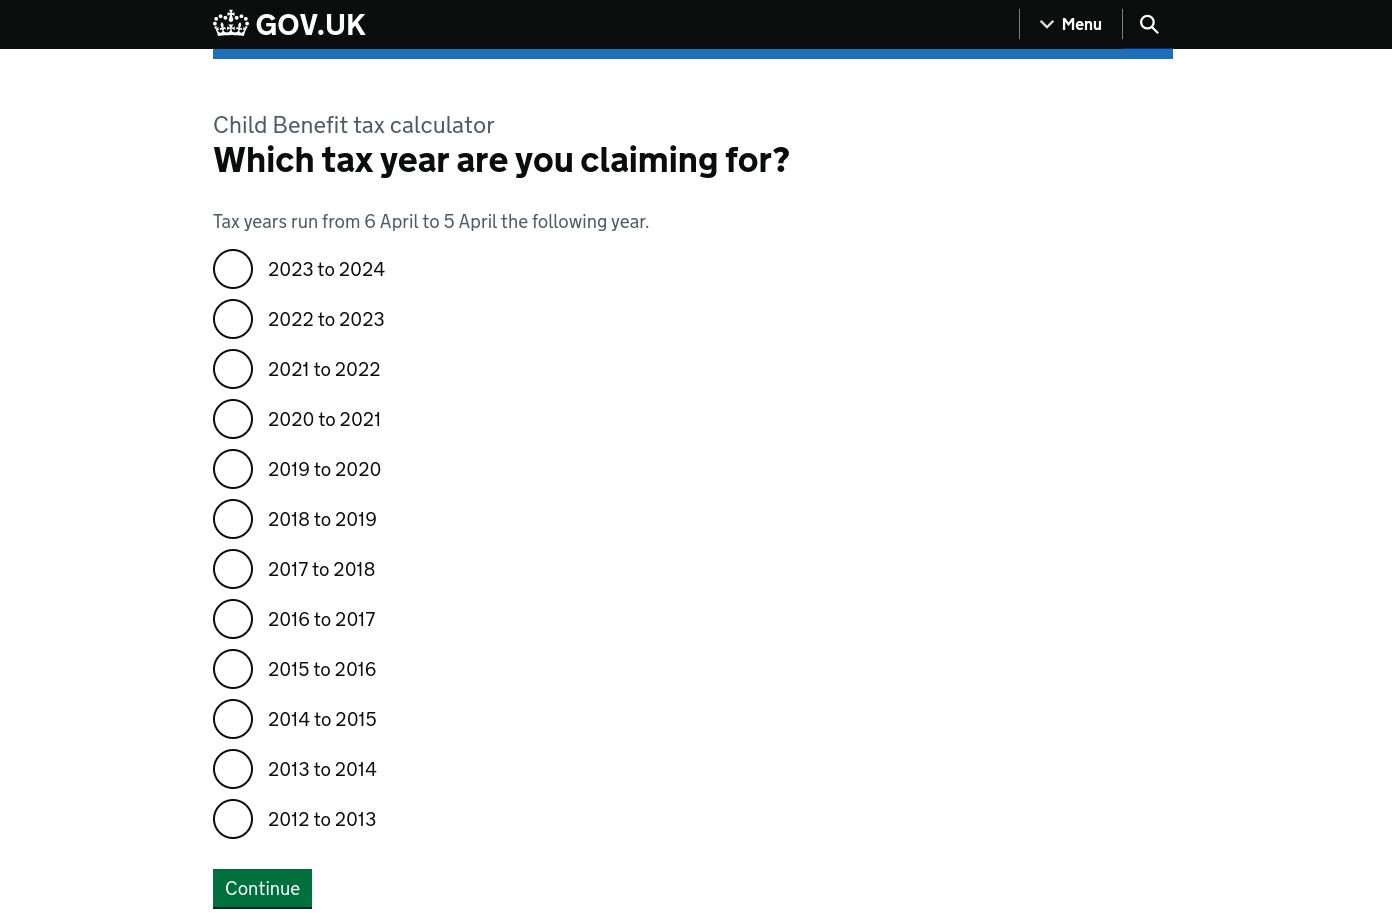 GOV.UK
Menu
Child Benefit tax calculator
Which tax year are you claiming for?
Tax years run from 6 April to 5 April the following year.
2023 to 2024
2022 to 2023
2021 to 2022
2020 to 2021
2019 to 2020
2018 to 2019
2017 to 2018
2016 to 2017
2015 to 2016
2014 to 2015
2013 to 2014
2012 to 2013
Continue